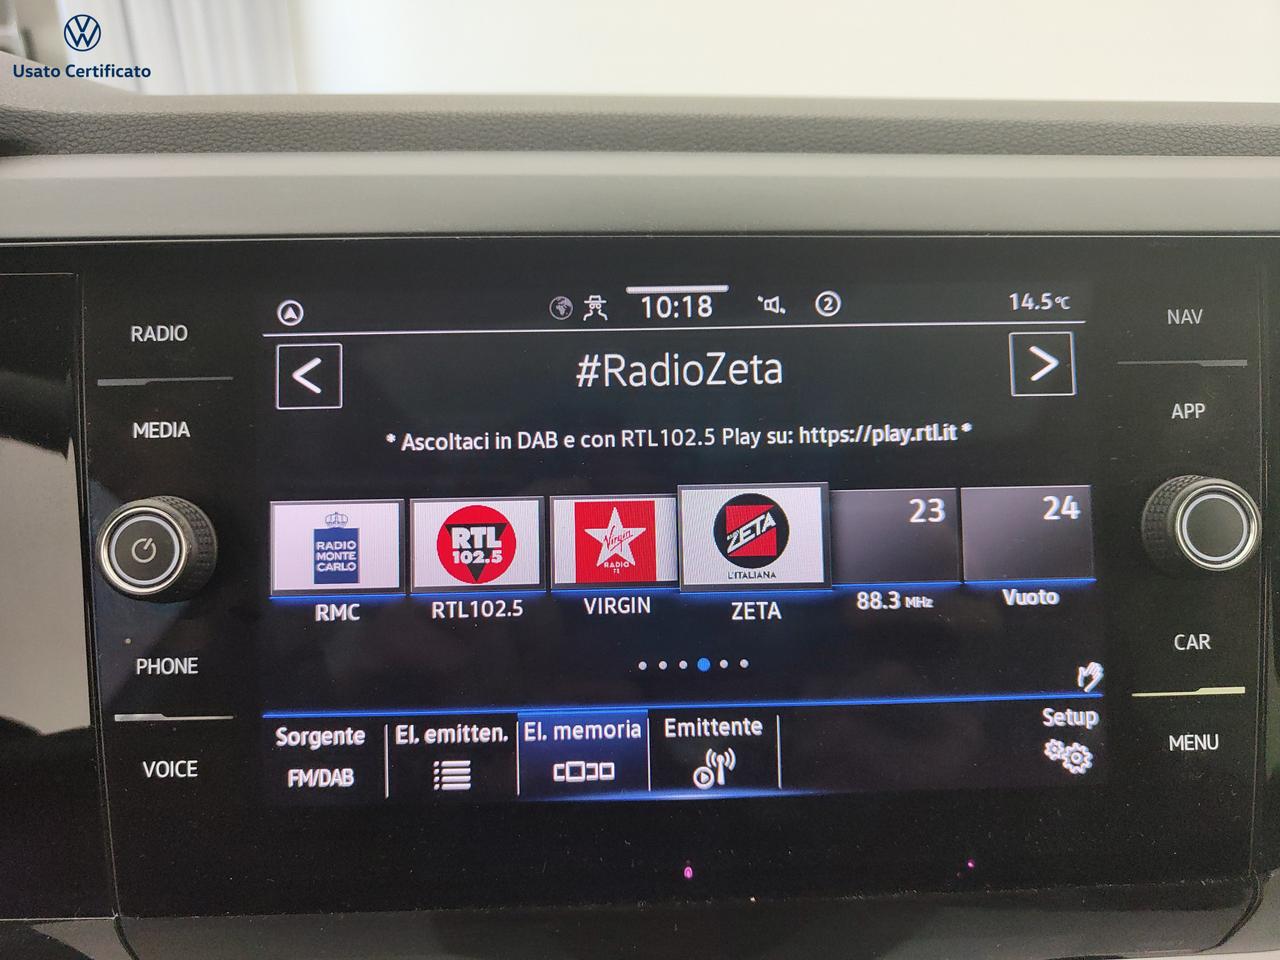 Usato Certificato
10:18
2
14.5°C
RADIO
NAV
#RadioZeta
MEDIA
APP
* Ascoltaci in DAB e con RTL102.5 Play su: https://play.rtl.it *
RADIO
MONTE
CARLO
RTL
102.5
Virgin
RADIO
ZETA
L'ITALIANA
23
24
RMC
RTL102.5
VIRGIN
ZETA
88.3 MHz
Vuoto
PHONE
CAR
Sorgente
FM/DAB
El. emitten.
El. memoria
Emittente
Setup
VOICE
MENU